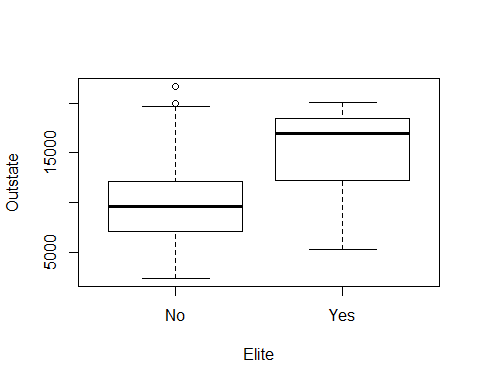 Outstate
15000
5000
No Yes
Elite